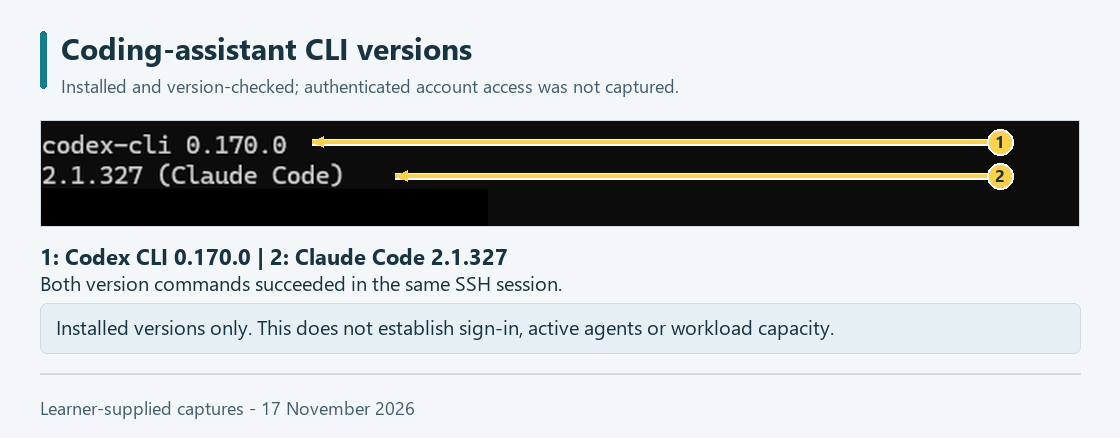 Coding-assistant CLI versions
Installed and version-checked; authenticated account access was not captured.
codex-cli 0.170.0
1
2.1.327 (Claude Code)
2
1: Codex CLI 0.170.0 | 2: Claude Code 2.1.327
Both version commands succeeded in the same SSH session.
Installed versions only. This does not establish sign-in, active agents or workload capacity.
Learner-supplied captures - 17 November 2026